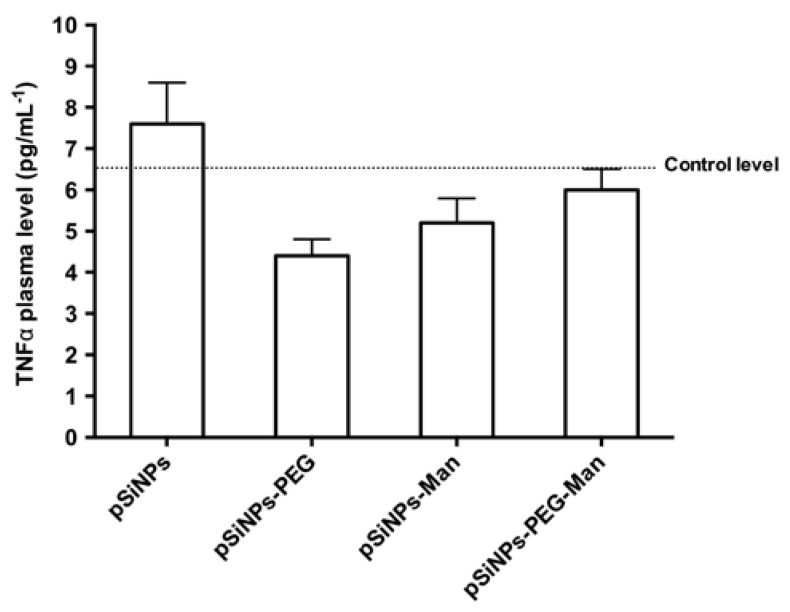 10
9
8
7
6
5
4
3
2
1
0
TNFα plasma level (pg/mL⁻¹)
Control level
pSiNPs
pSiNPs-PEG
pSiNPs-Man
pSiNPs-PEG-Man